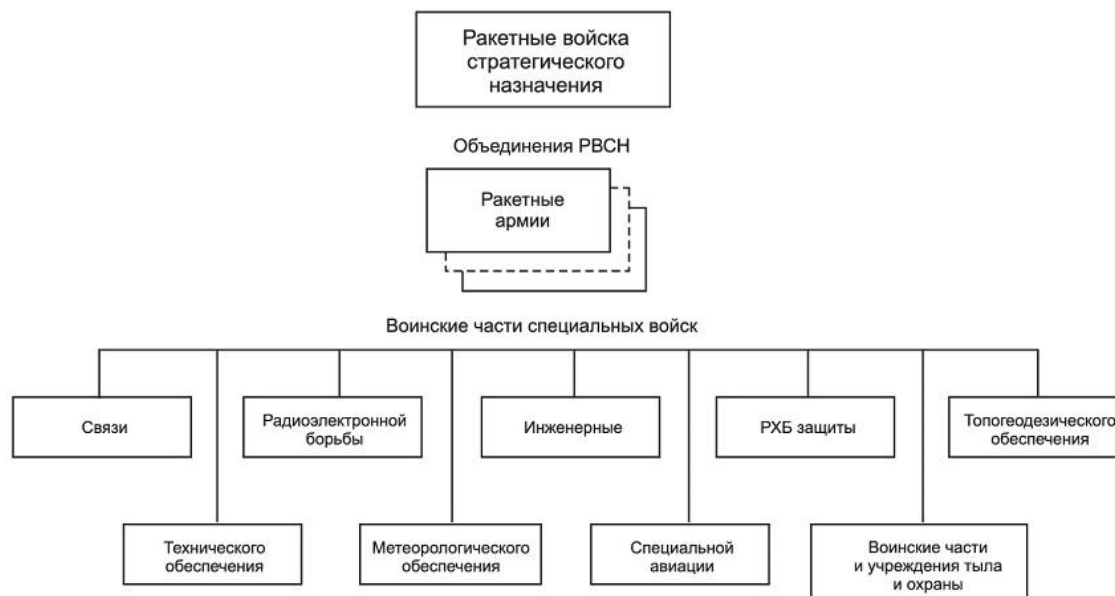 Ракетные войска
стратегического
назначения
Объединения РВСН
Ракетные
армии
Воинские части специальных войск
Связи
Радиоэлектронной
борьбы
Инженерные
РХБ защиты
Топогеодезического
обеспечения
Технического
обеспечения
Метеорологического
обеспечения
Специальной
авиации
Воинские части
и учреждения тыла
и охраны